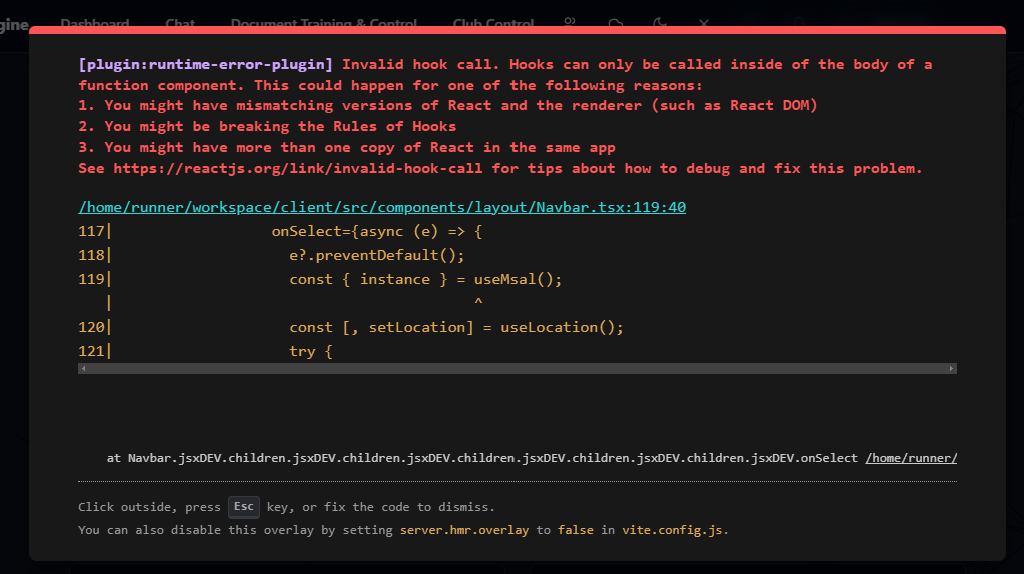 gine
Dashboard Chat Document Training & Control Club Control
[plugin:runtime-error-plugin] Invalid hook call. Hooks can only be called inside of the body of a
function component. This could happen for one of the following reasons:
1. You might have mismatching versions of React and the renderer (such as React DOM)
2. You might be breaking the Rules of Hooks
3. You might have more than one copy of React in the same app
See https://reactjs.org/link/invalid-hook-call for tips about how to debug and fix this problem.
/home/runner/workspace/client/src/components/layout/Navbar.tsx:119:40
117|                  onSelect={async (e) => {
118|                    e?.preventDefault();
119|                    const { instance } = useMsal();
   |                                         ^
120|                    const [, setLocation] = useLocation();
121|                    try {
at Navbar.jsxDEV.children.jsxDEV.children.jsxDEV.children.jsxDEV.children.jsxDEV.children.jsxDEV.onSelect /home/runner/
Click outside, press Esc key, or fix the code to dismiss.
You can also disable this overlay by setting server.hmr.overlay to false in vite.config.js.